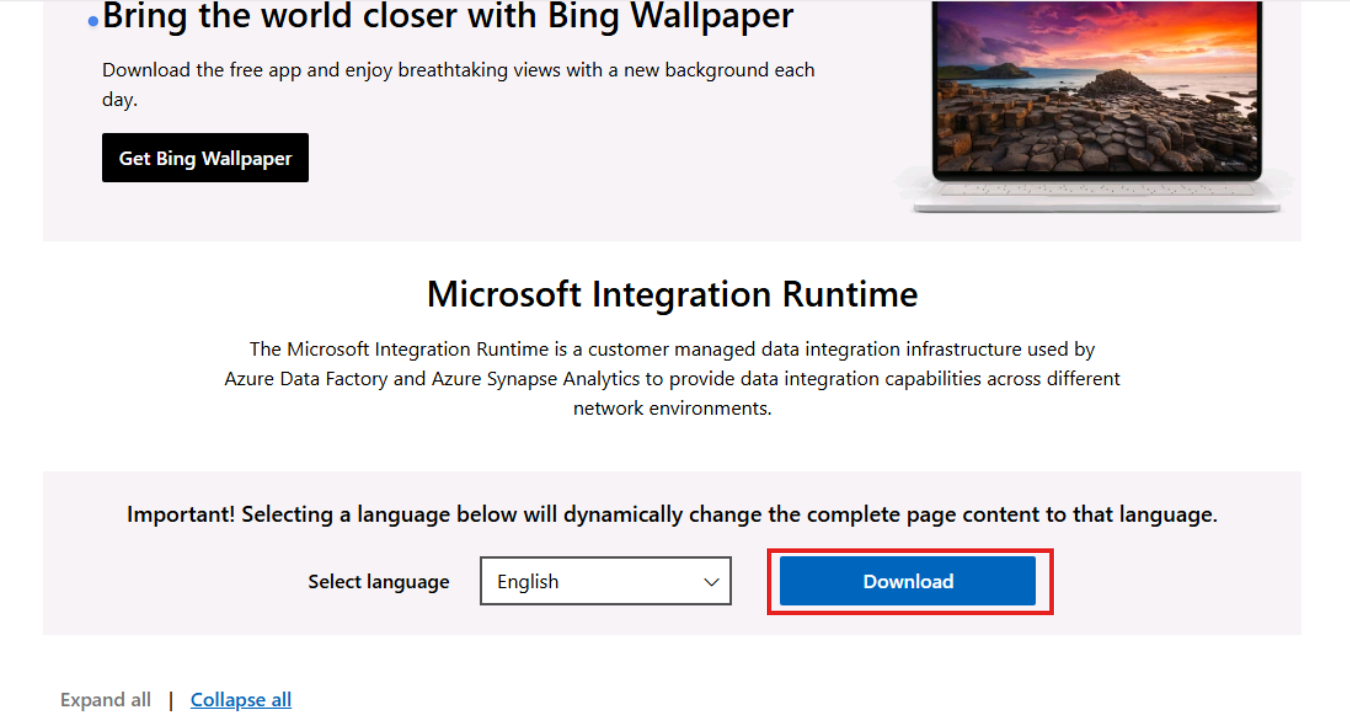 Bring the world closer with Bing Wallpaper
Download the free app and enjoy breathtaking views with a new background each
day.
Get Bing Wallpaper
Microsoft Integration Runtime
The Microsoft Integration Runtime is a customer managed data integration infrastructure used by
Azure Data Factory and Azure Synapse Analytics to provide data integration capabilities across different
network environments.
Important! Selecting a language below will dynamically change the complete page content to that language.
Select language
English
Download
Expand all | Collapse all